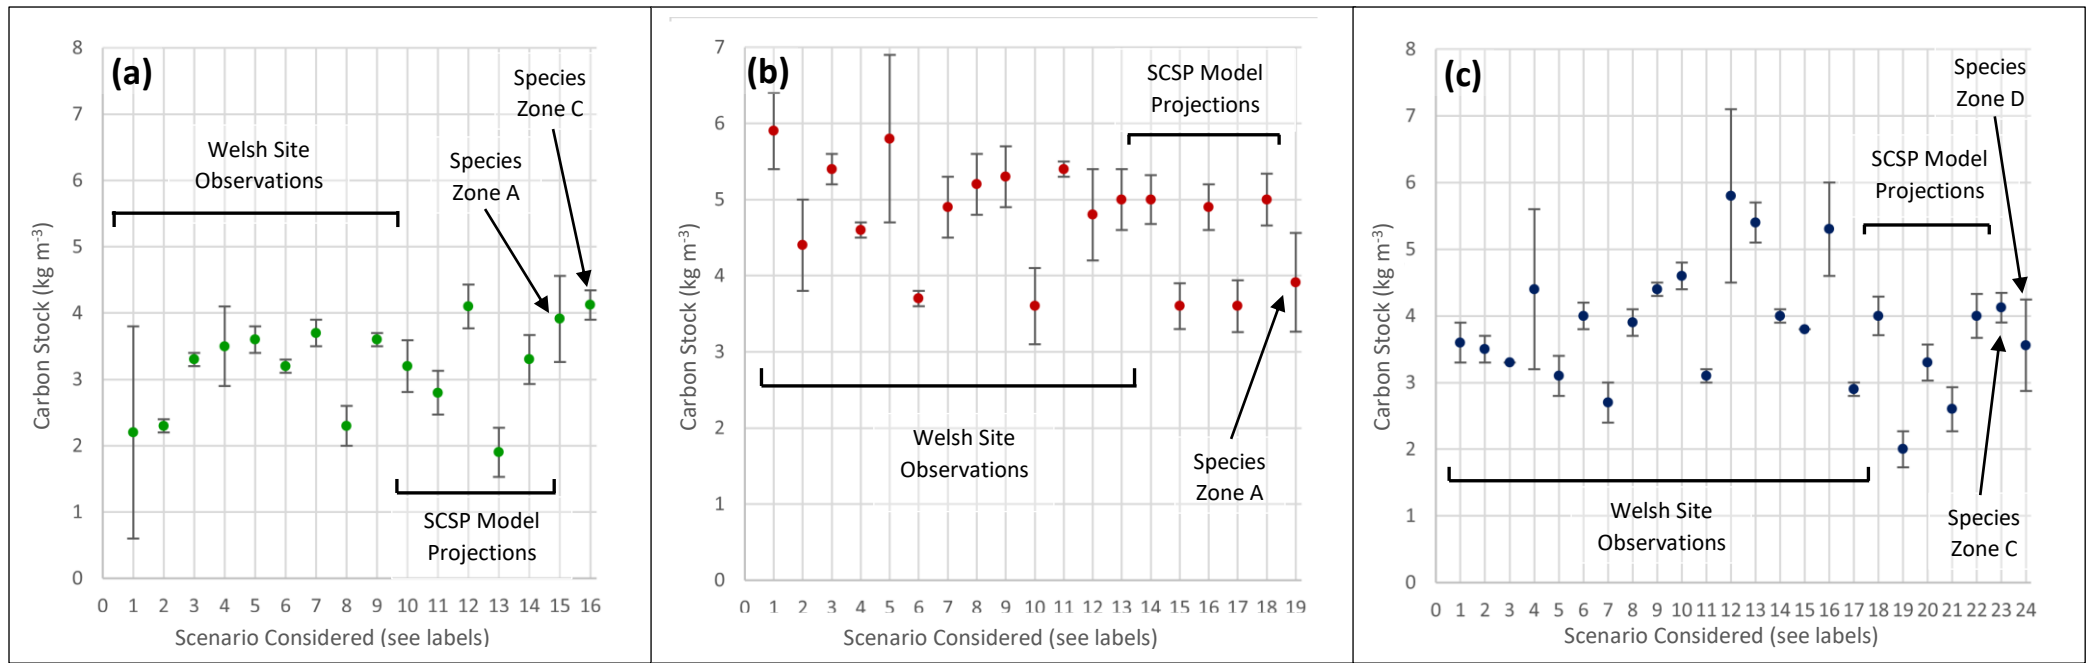 (a)
Carbon Stock (kg m⁻³)
8
7
6
5
4
3
2
1
0
0 1 2 3 4 5 6 7 8 9 10 11 12 13 14 15 16
Scenario Considered (see labels)
Welsh Site
Observations
Species
Zone A
Species
Zone C
SCSP Model
Projections
(b)
Carbon Stock (kg m⁻³)
7
6
5
4
3
2
1
0
0 1 2 3 4 5 6 7 8 9 10 11 12 13 14 15 16 17 18 19
Scenario Considered (see labels)
SCSP Model
Projections
Welsh Site
Observations
Species
Zone A
(c)
Carbon Stock (kg m⁻³)
8
7
6
5
4
3
2
1
0
0 1 2 3 4 5 6 7 8 9 10 11 12 13 14 15 16 17 18 19 20 21 22 23 24
Scenario Considered (see labels)
Species
Zone D
SCSP Model
Projections
Welsh Site
Observations
Species
Zone C